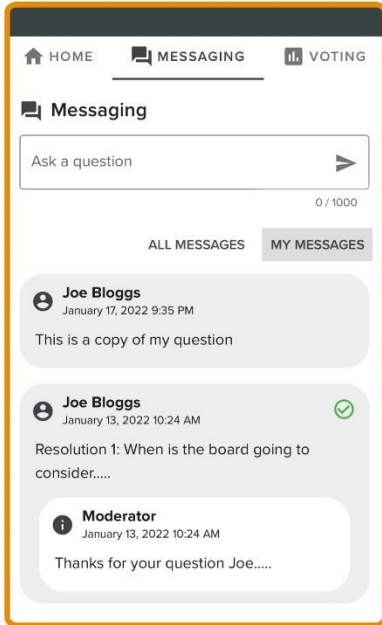 HOME MESSAGING VOTING
Messaging
Ask a question
0 / 1000
ALL MESSAGES MY MESSAGES
Joe Bloggs
January 17, 2022 9:35 PM
This is a copy of my question
Joe Bloggs
January 13, 2022 10:24 AM
Resolution 1: When is the board going to
consider.....
Moderator
January 13, 2022 10:24 AM
Thanks for your question Joe.....